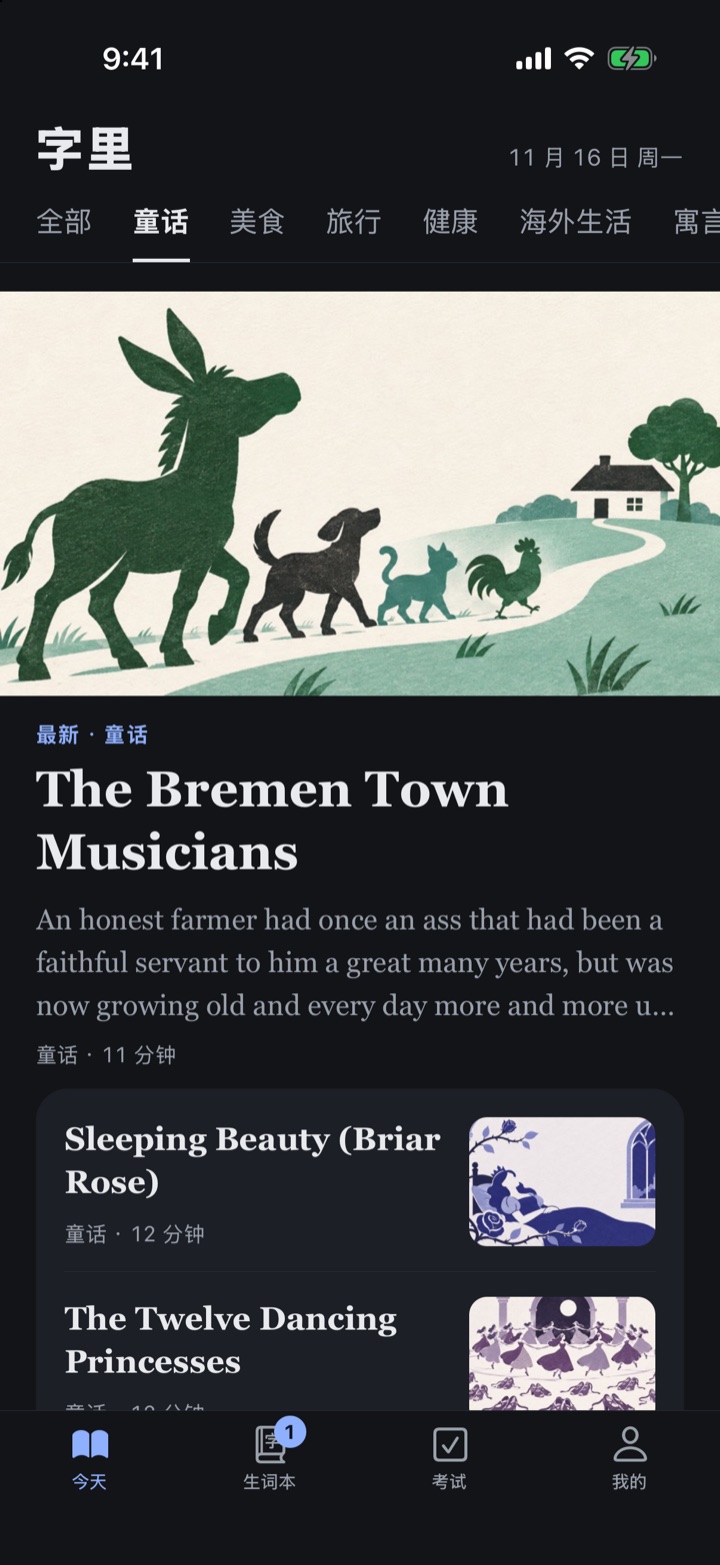 9:41
字里
11 月 16 日 周一
全部 童话 美食 旅行 健康 海外生活 寓言
最新 · 童话
The Bremen Town
Musicians
An honest farmer had once an ass that had been a
faithful servant to him a great many years, but was
now growing old and every day more and more u...
童话 · 11 分钟
Sleeping Beauty (Briar
Rose)
童话 · 12 分钟
The Twelve Dancing
Princesses
字
1
今天 生词本 考试 我的